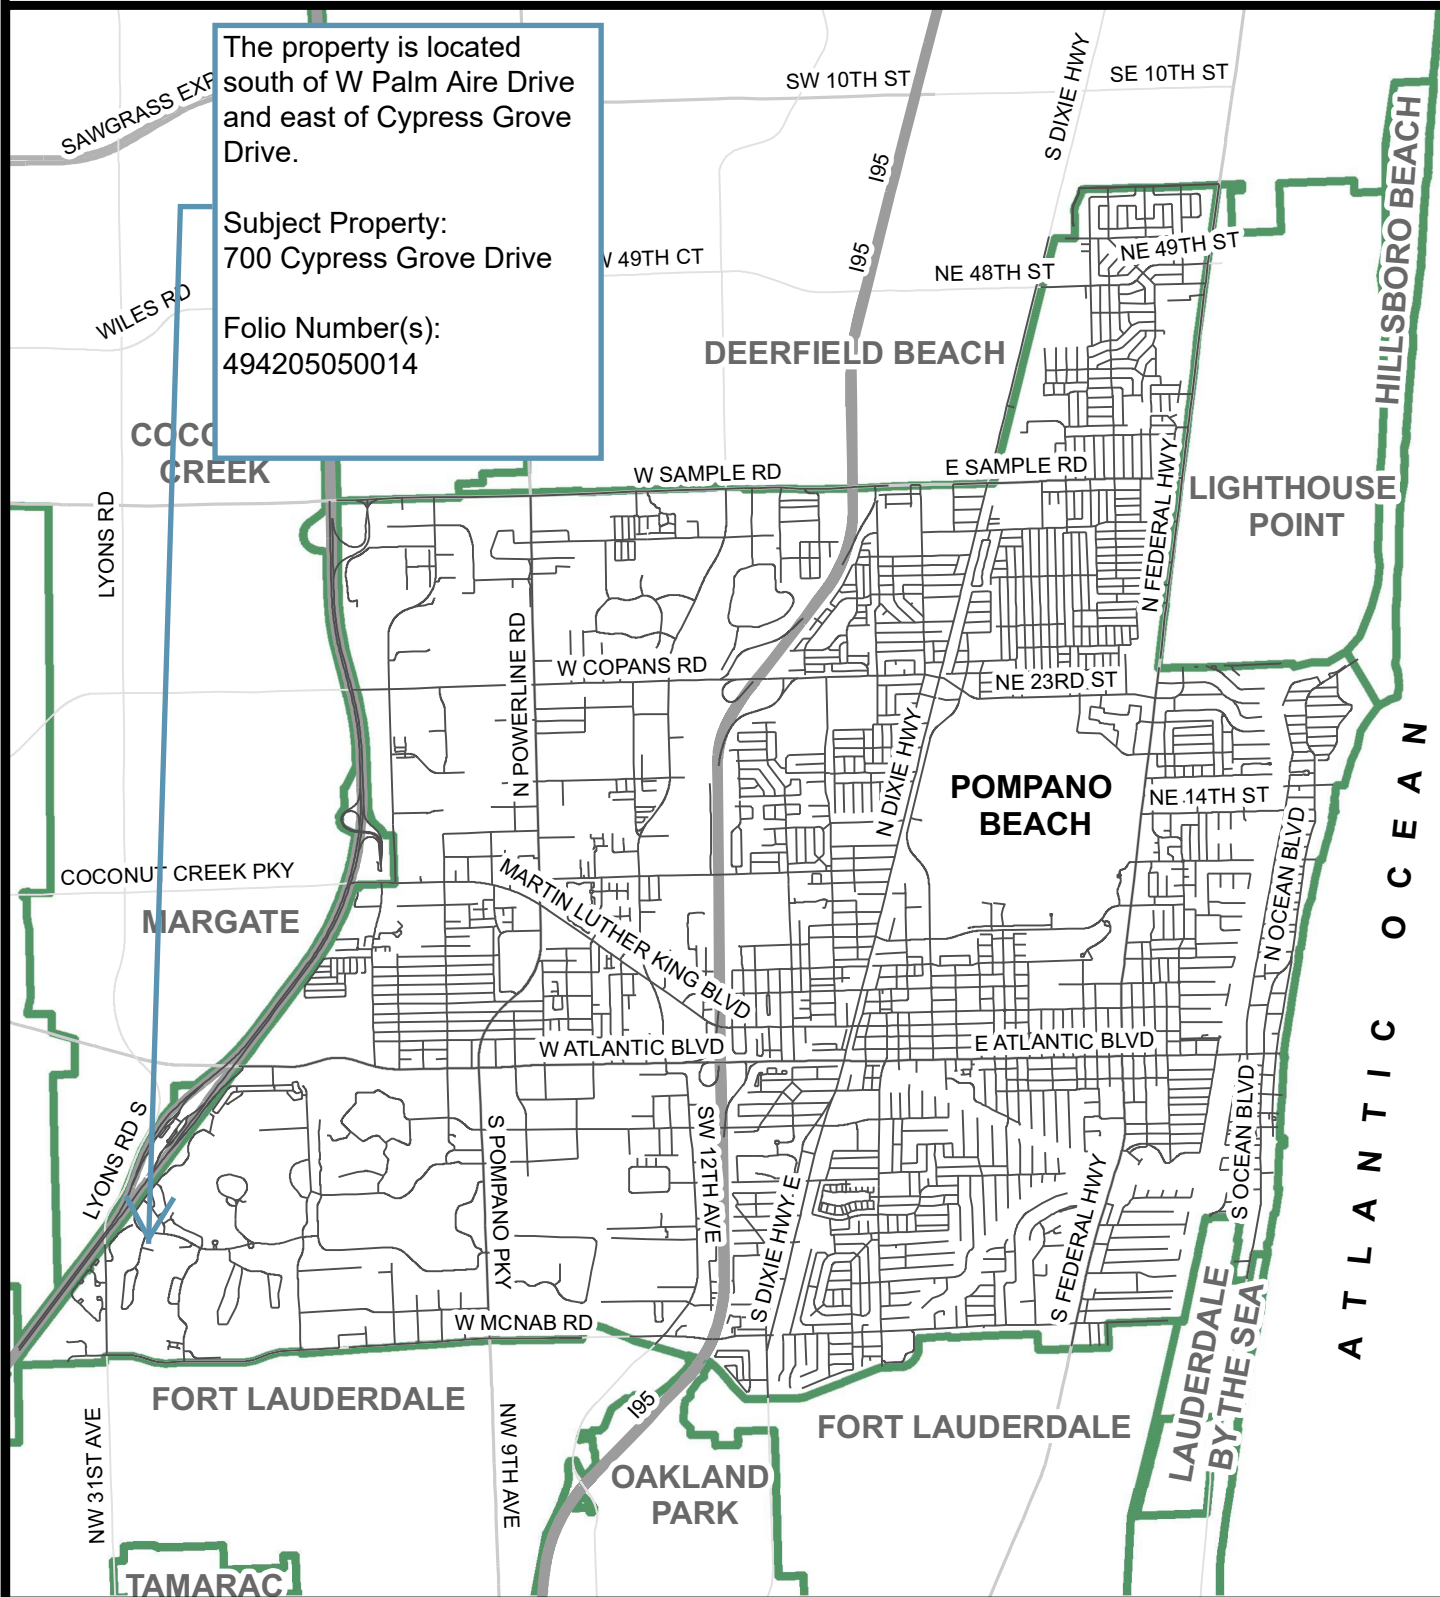 The property is located
south of W Palm Aire Drive
and east of Cypress Grove
Drive.
Subject Property:
700 Cypress Grove Drive
Folio Number(s):
494205050014
SAWGRASS
SW 10TH ST
SE 10TH ST
S DIXIE HWY
I95
HILLSBORO BEACH
NE 49TH ST
I95
49TH CT
NE 48TH ST
WILES RD
DEERFIELD BEACH
CREEK
W SAMPLE RD
E SAMPLE RD
LIGHTHOUSE
POINT
LYONS RD
N FEDERAL HWY
N POWERLINE RD
W COPANS RD
NE 23RD ST
N DIXIE HWY
POMPANO
BEACH
NE 14TH ST
N OCEAN BLVD
ATLANTIC OCEAN
COCONUT CREEK PKY
MARGATE
MARTIN LUTHER KING BLVD
W ATLANTIC BLVD
E ATLANTIC BLVD
LYONS RD S
S POMPANO PKY
SW 12TH AVE
S DIXIE HWY E
S FEDERAL HWY
S OCEAN BLVD
W MCNAB RD
LAUDERDALE
BY THE SEA
FORT LAUDERDALE
FORT LAUDERDALE
I95
NW 31ST AVE
NW 9TH AVE
OAKLAND
PARK
TAMARAC